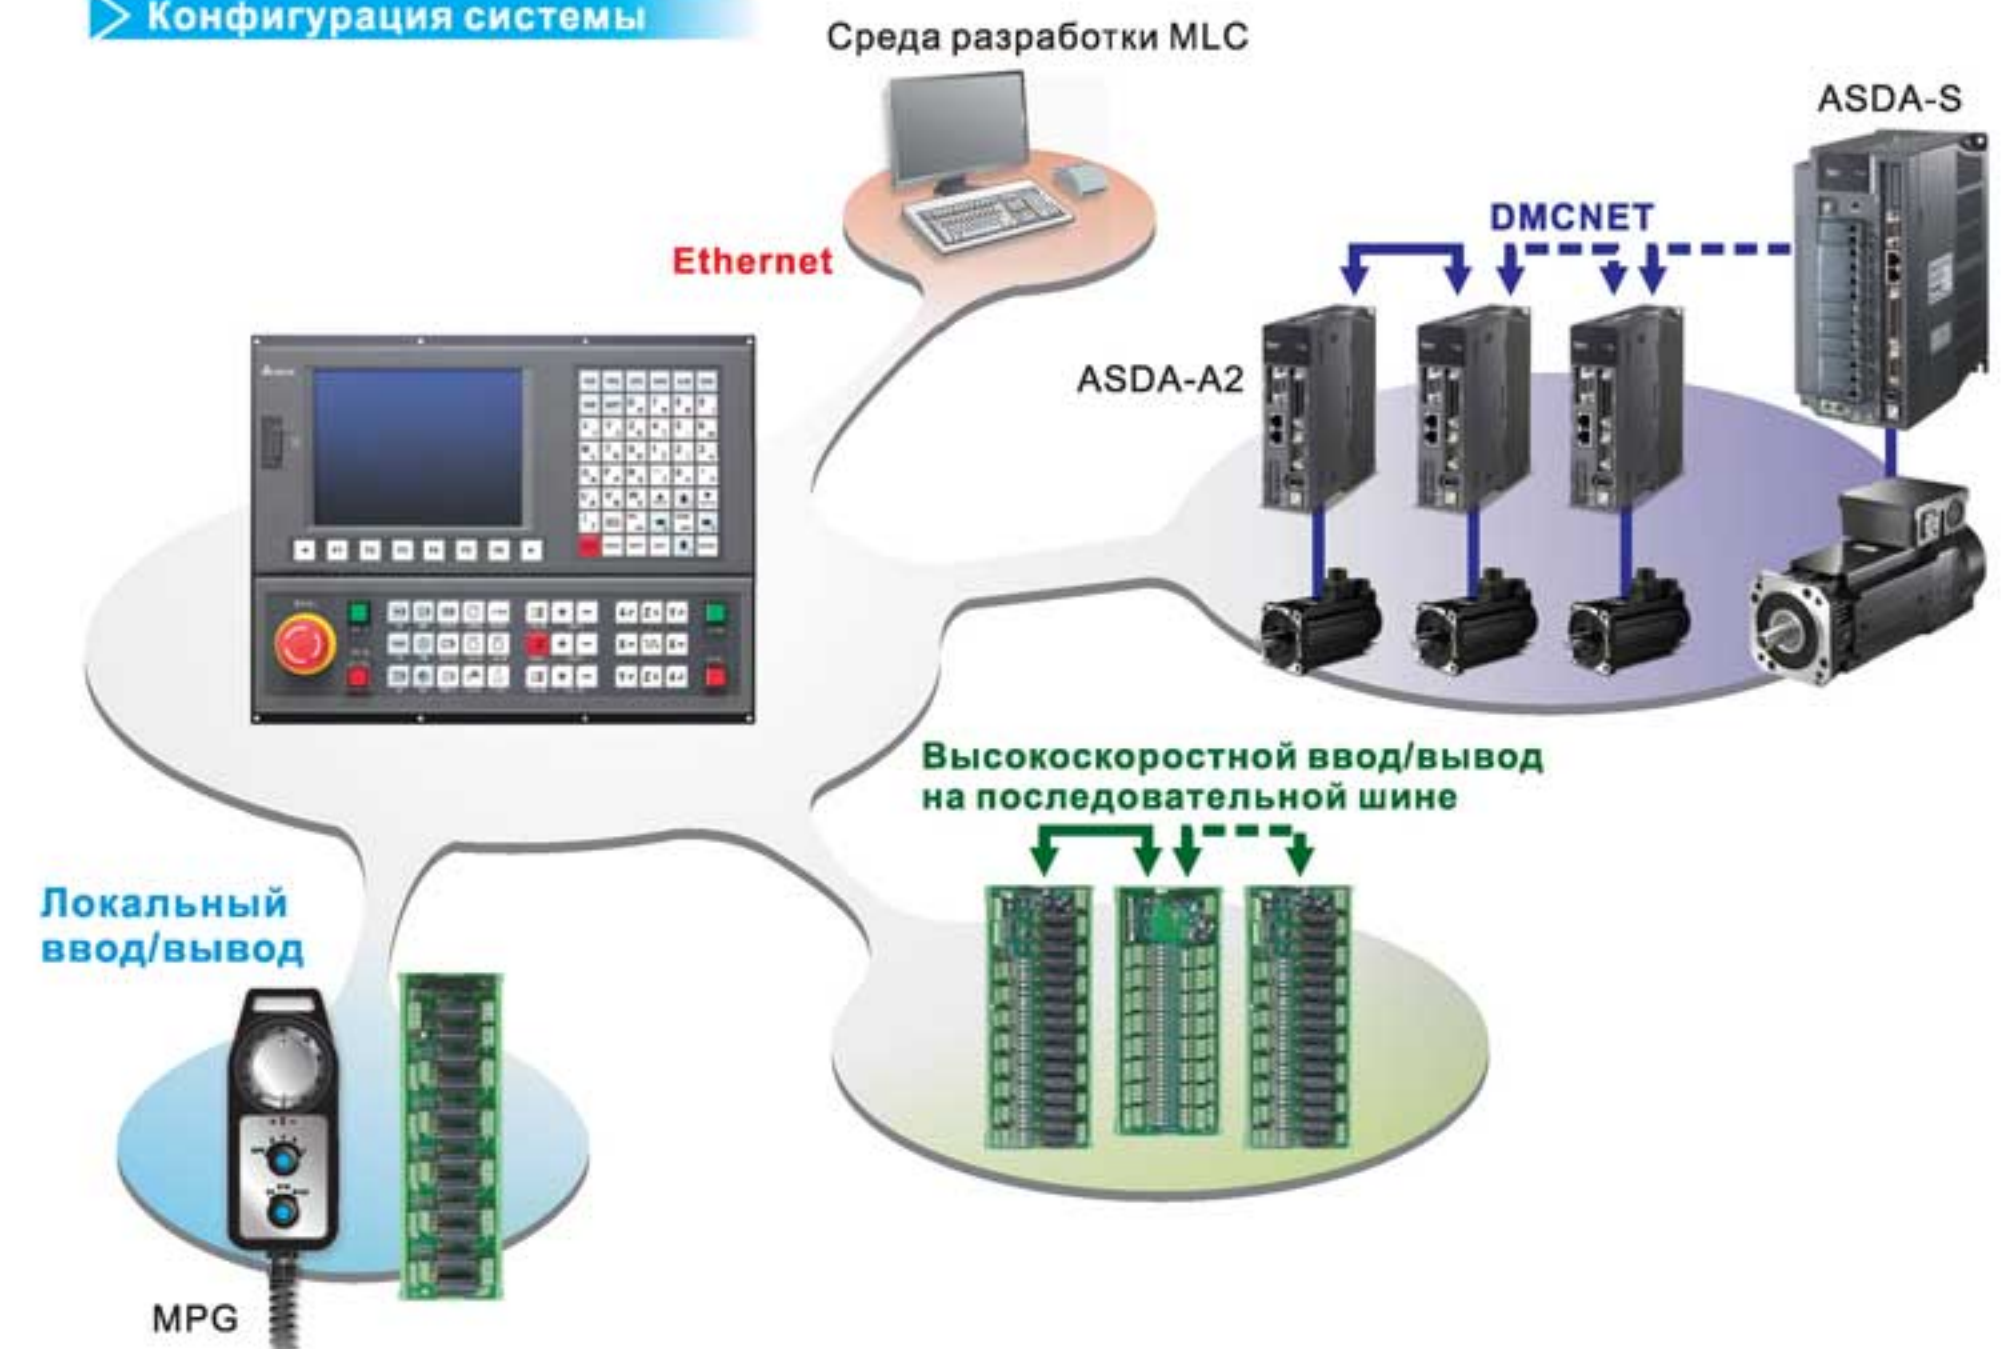 Конфигурация системы
Среда разработки MLC
ASDA-S
DMCNET
Ethernet
ASDA-A2
Высокоскоростной ввод/вывод
на последовательной шине
Локальный
ввод/вывод
MPG